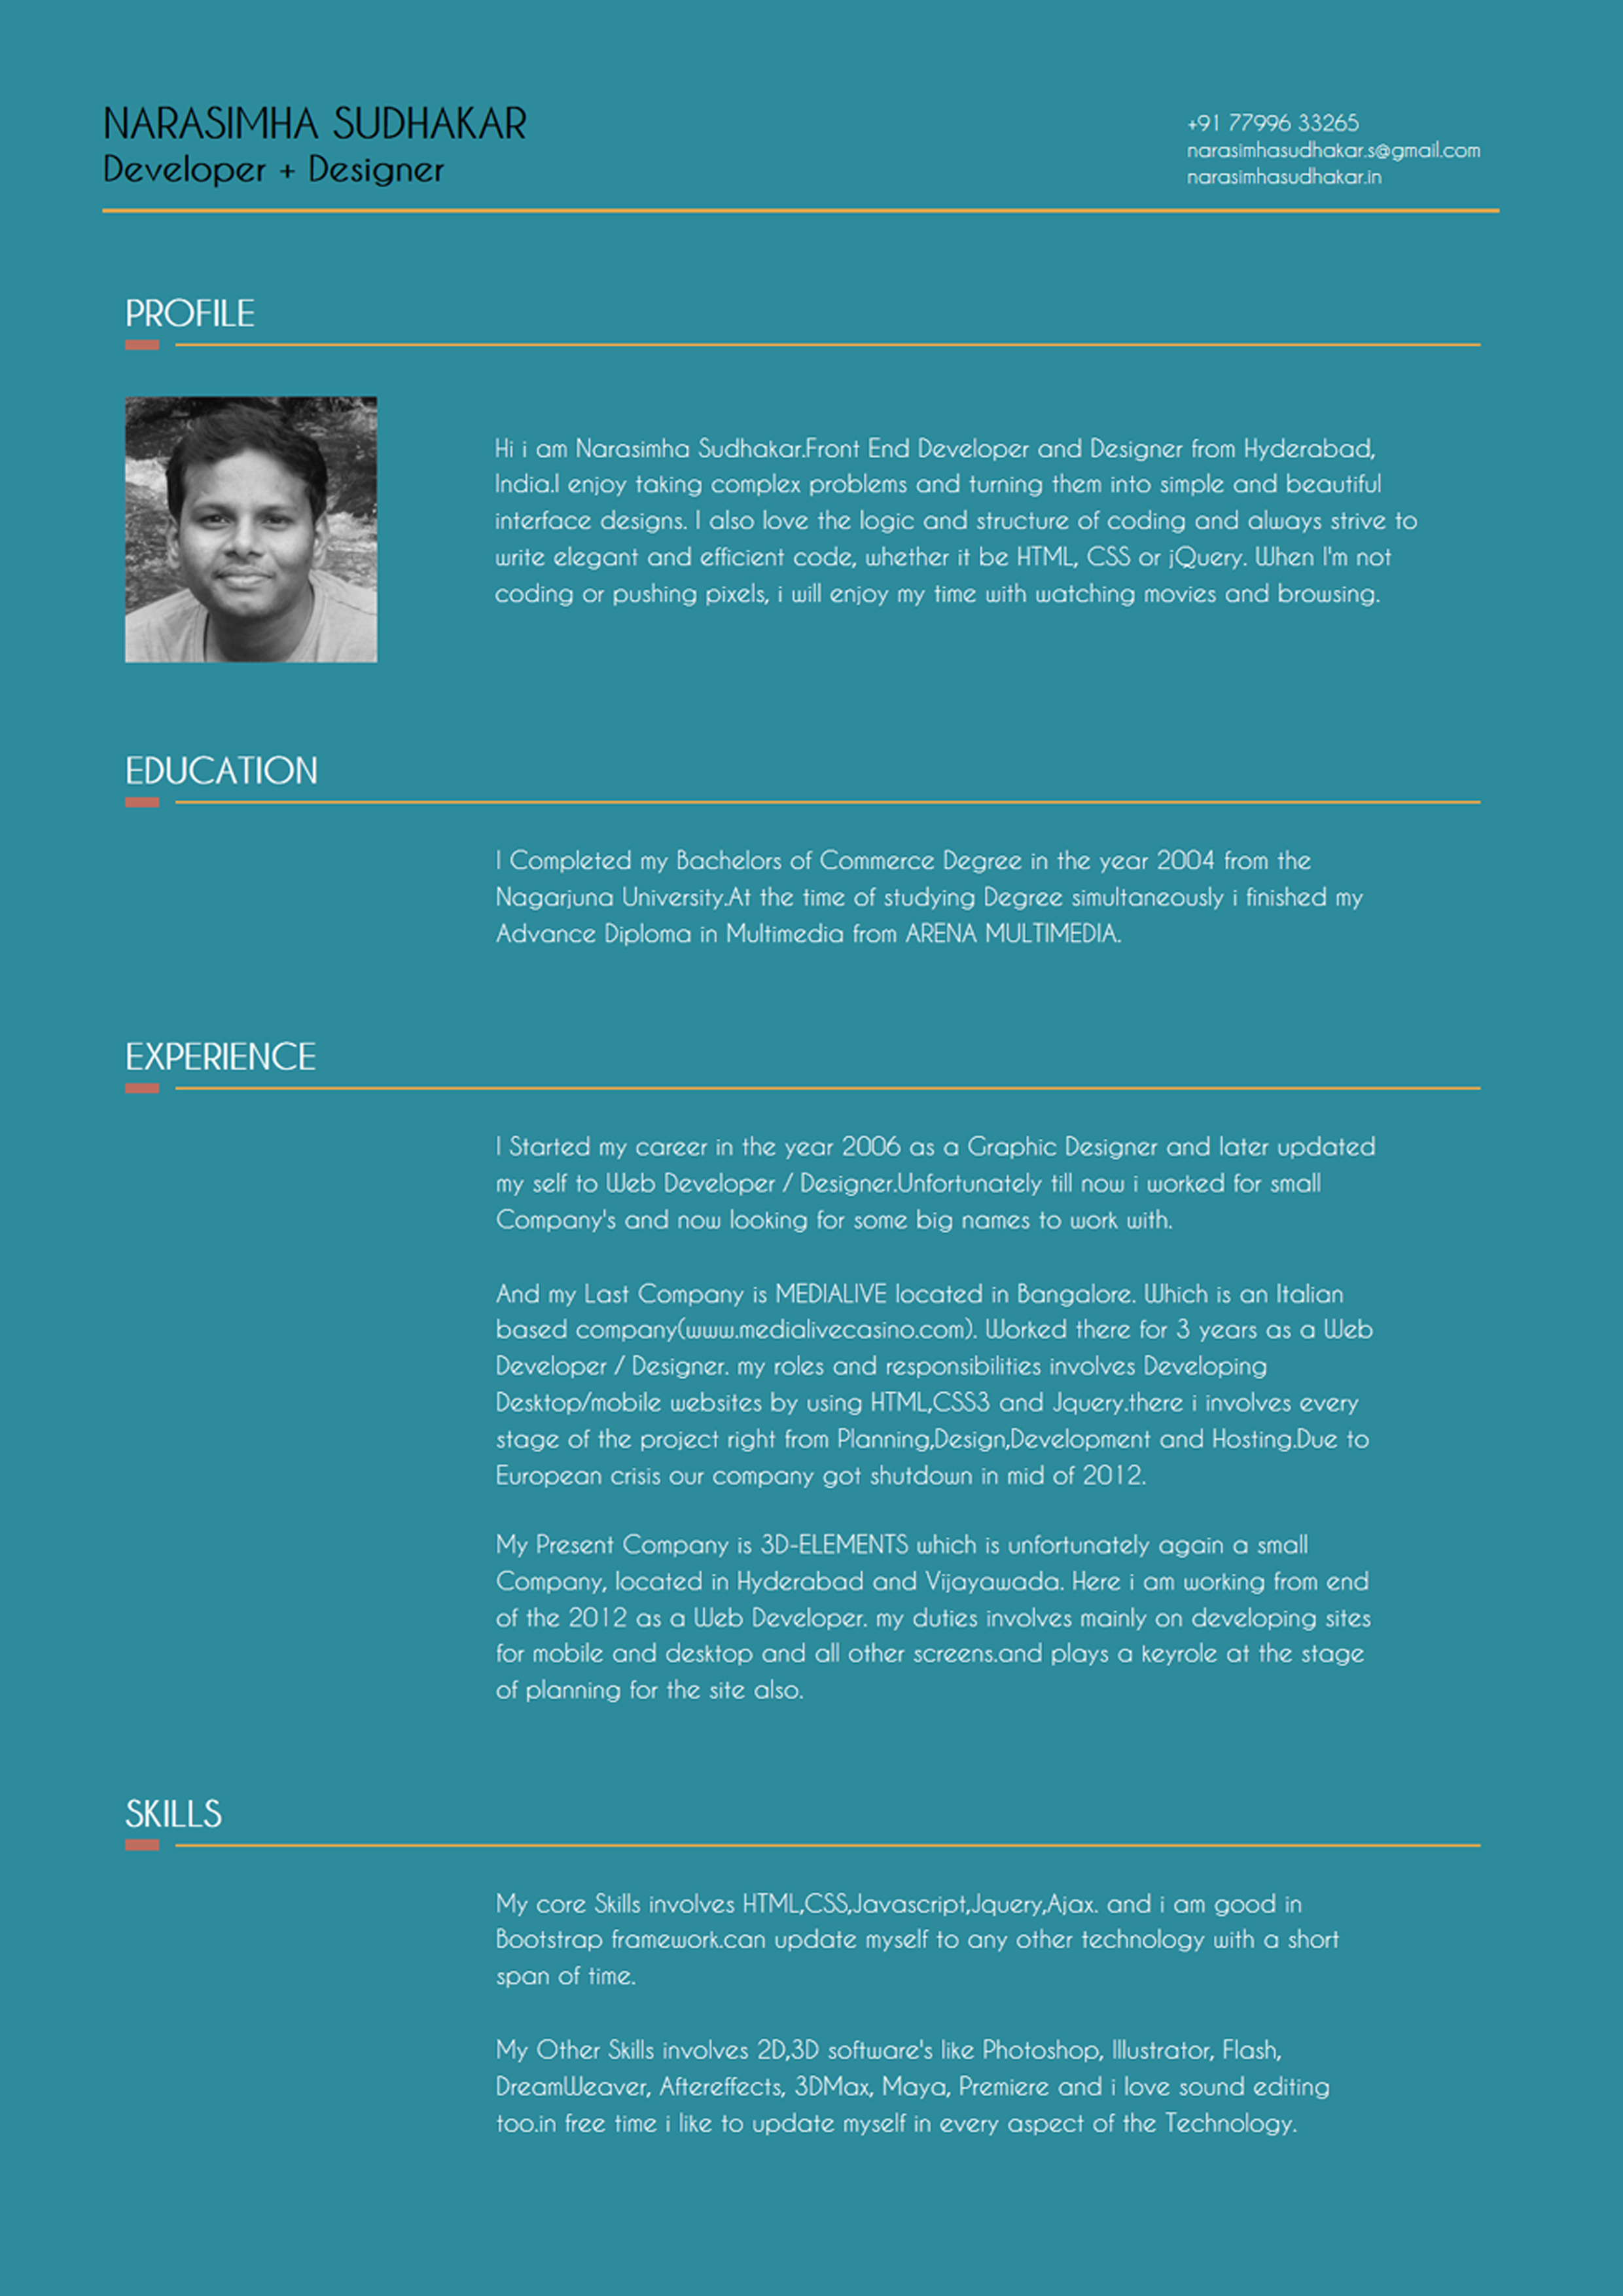 NARASIMHA SUDHAKAR
Developer + Designer
+91 77996 33265
narasimhasudhakar.s@gmail.com
narasimhasudhakar.in
PROFILE
Hi i am Narasimha Sudhakar.Front End Developer and Designer from Hyderabad,
India.I enjoy taking complex problems and turning them into simple and beautiful
interface designs. I also love the logic and structure of coding and always strive to
write elegant and efficient code, whether it be HTML, CSS or jQuery. When I'm not
coding or pushing pixels, i will enjoy my time with watching movies and browsing.
EDUCATION
I Completed my Bachelors of Commerce Degree in the year 2004 from the
Nagarjuna University.At the time of studying Degree simultaneously i finished my
Advance Diploma in Multimedia from ARENA MULTIMEDIA.
EXPERIENCE
I Started my career in the year 2006 as a Graphic Designer and later updated
my self to Web Developer / Designer.Unfortunately till now i worked for small
Company's and now looking for some big names to work with.
And my Last Company is MEDIALIVE located in Bangalore. Which is an Italian
based company(www.medialivecasino.com). Worked there for 3 years as a Web
Developer / Designer. my roles and responsibilities involves Developing
Desktop/mobile websites by using HTML,CSS3 and Jquery.there i involves every
stage of the project right from Planning,Design,Development and Hosting.Due to
European crisis our company got shutdown in mid of 2012.
My Present Company is 3D-ELEMENTS which is unfortunately again a small
Company, located in Hyderabad and Vijayawada. Here i am working from end
of the 2012 as a Web Developer. my duties involves mainly on developing sites
for mobile and desktop and all other screens.and plays a keyrole at the stage
of planning for the site also.
SKILLS
My core Skills involves HTML,CSS,Javascript,Jquery,Ajax. and i am good in
Bootstrap framework.can update myself to any other technology with a short
span of time.
My Other Skills involves 2D,3D software's like Photoshop, Illustrator, Flash,
DreamWeaver, Aftereffects, 3DMax, Maya, Premiere and i love sound editing
too.in free time i like to update myself in every aspect of the Technology.